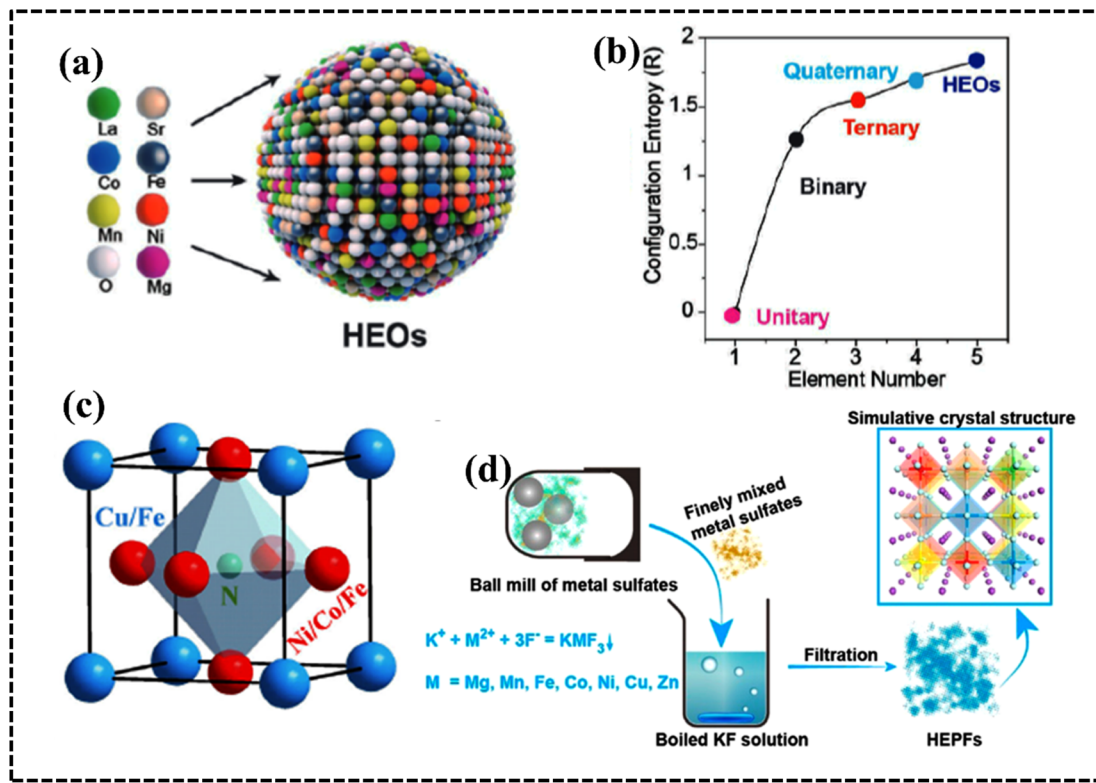 (a)
La Sr
Co Fe
Mn Ni
O Mg
HEOs
(b)
Configuration Entropy (R)
2
1.5
1
0.5
0
Quaternary
HEOs
Ternary
Binary
Unitary
1 2 3 4 5
Element Number
(c)
Cu/Fe
N
Ni/Co/Fe
(d)
Simulative crystal structure
Finely mixed
metal sulfates
Ball mill of metal sulfates
K⁺ + M²⁺ + 3F⁻ = KMF₃↓
M = Mg, Mn, Fe, Co, Ni, Cu, Zn
Filtration
Boiled KF solution
HEPFs